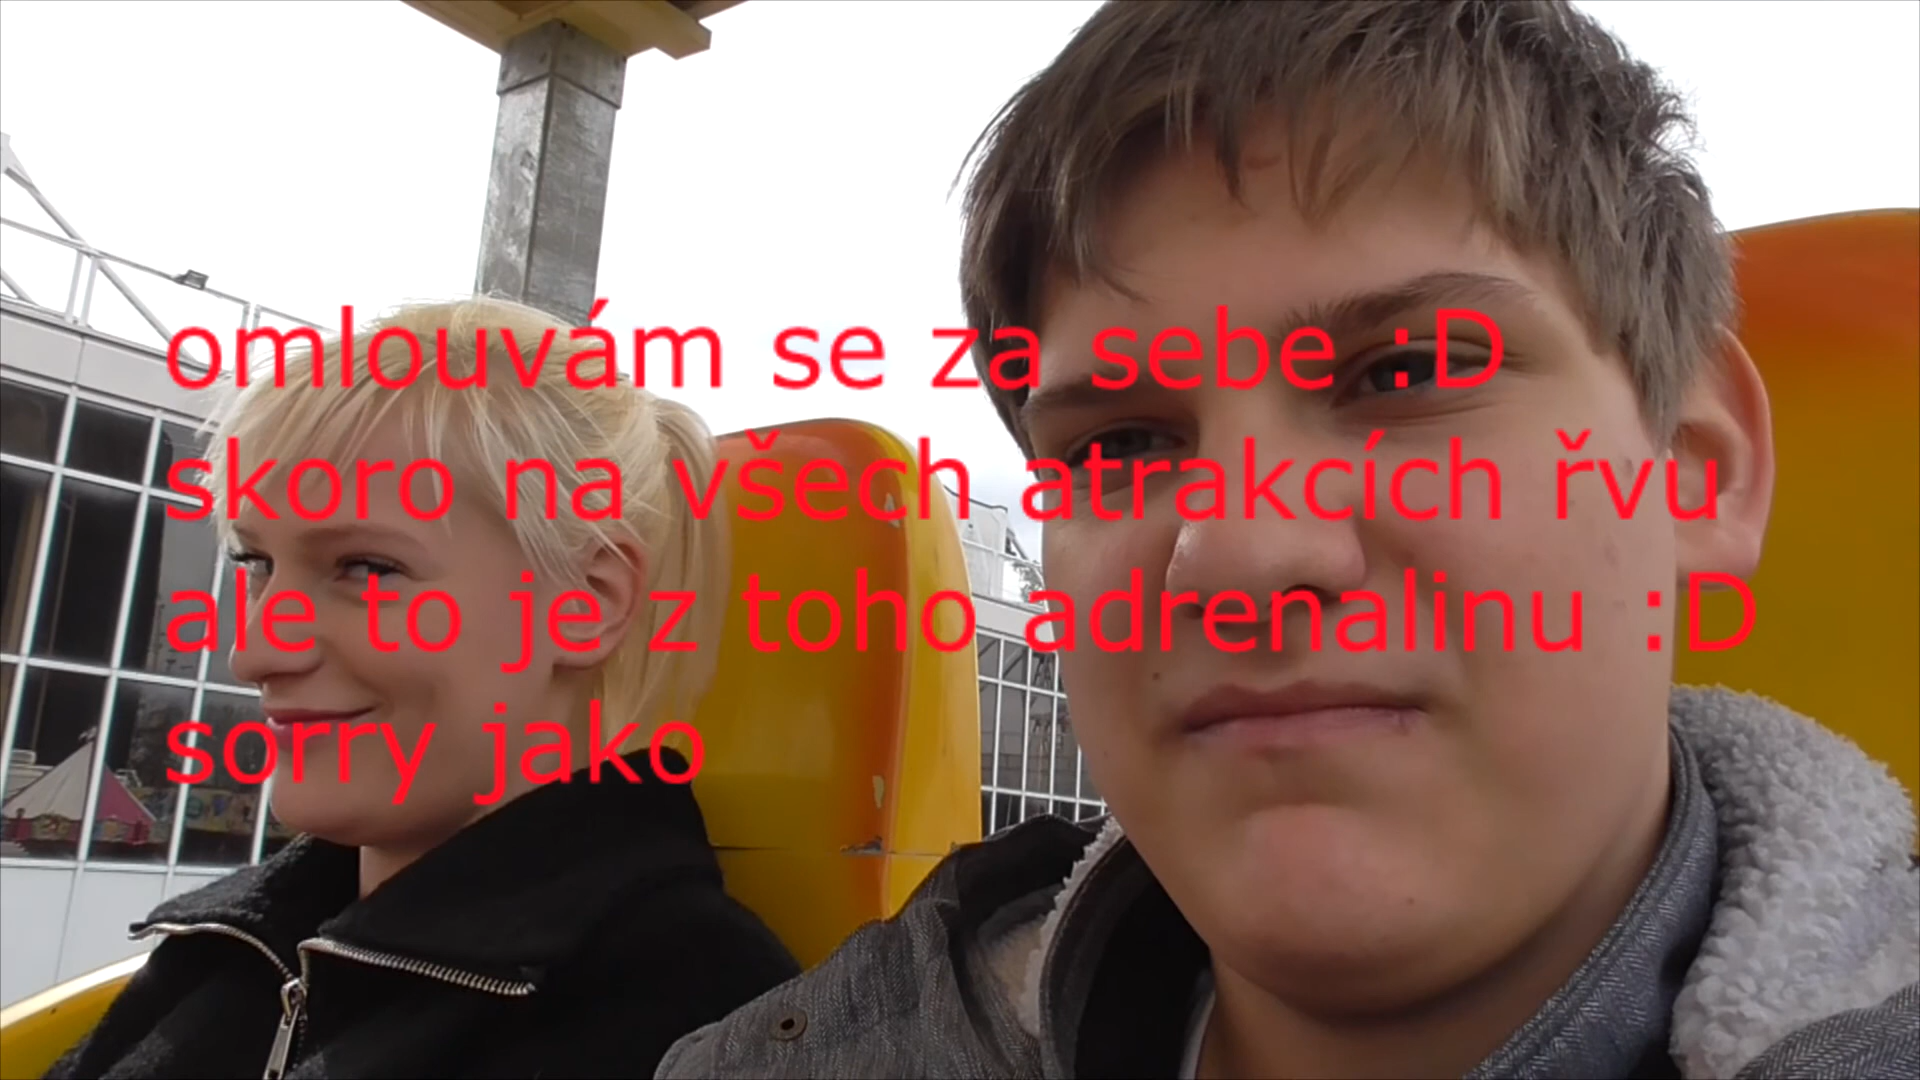 omlouvám se za sebe :D
skoro na všech atrakcích řvu
ale to je z toho adrenalinu :D
sorry jako